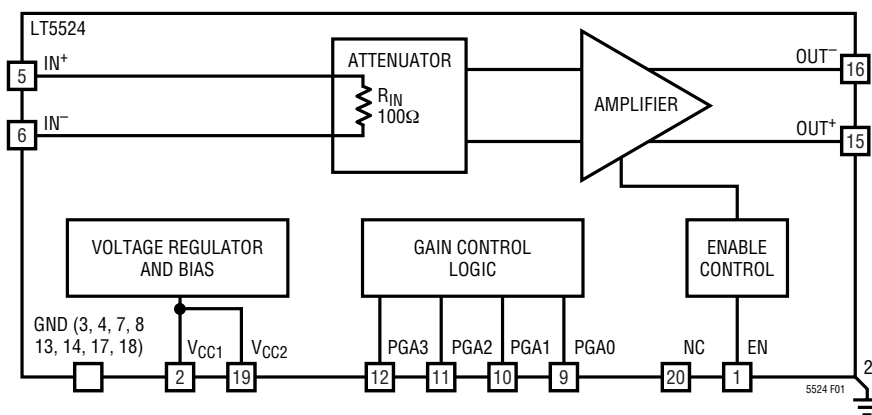 LT5524
IN+
5
IN–
6
ATTENUATOR
RIN
100Ω
AMPLIFIER
OUT–
16
OUT+
15
VOLTAGE REGULATOR
AND BIAS
GAIN CONTROL
LOGIC
ENABLE
CONTROL
GND (3, 4, 7, 8
13, 14, 17, 18)
VCC1
VCC2
PGA3
PGA2
PGA1
PGA0
NC
EN
2
19
12
11
10
9
20
1
5524 F01